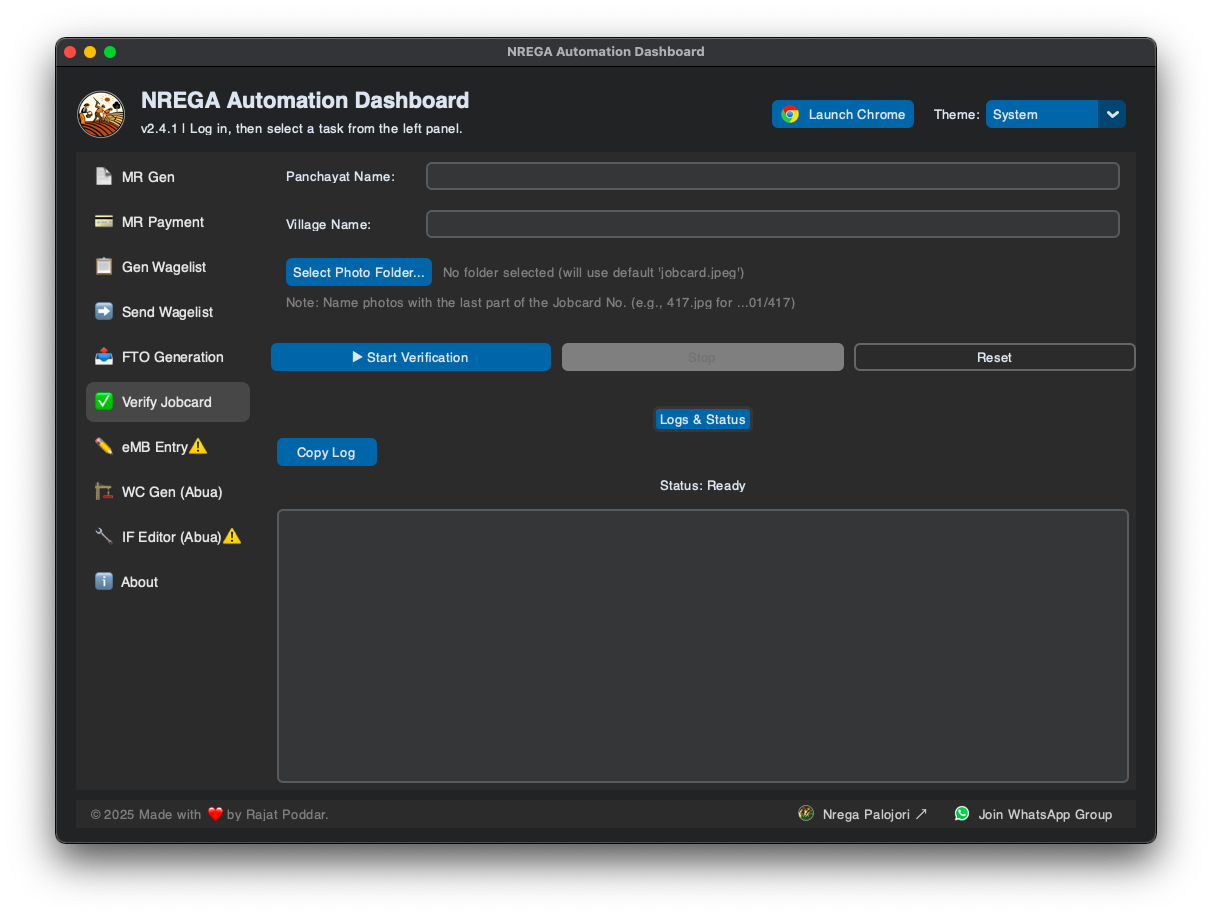 NREGA Automation Dashboard
NREGA Automation Dashboard
v2.4.1 | Log in, then select a task from the left panel.
Launch Chrome
Theme:
System
MR Gen
MR Payment
Gen Wagelist
Send Wagelist
FTO Generation
Verify Jobcard
eMB Entry
WC Gen (Abua)
IF Editor (Abua)
About
Panchayat Name:
Village Name:
Select Photo Folder...
No folder selected (will use default 'jobcard.jpeg')
Note: Name photos with the last part of the Jobcard No. (e.g., 417.jpg for ...01/417)
Start Verification
Stop
Reset
Logs & Status
Copy Log
Status: Ready
© 2025 Made with ❤️ by Rajat Poddar.
Nrega Palojori ↗
Join WhatsApp Group